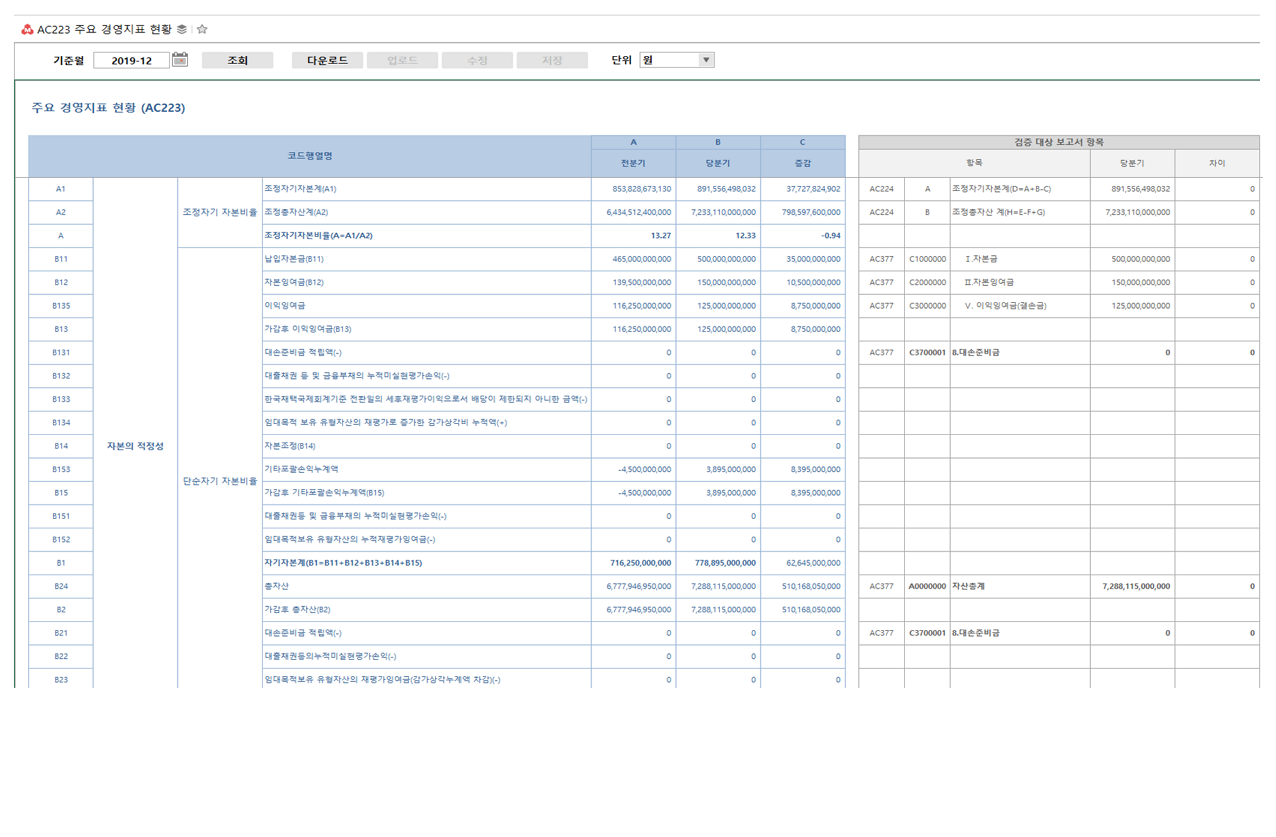 AC223 주요 경영지표 현황
기준월 2019-12 조회 다운로드 업로드 수정 저장 단위 원
주요 경영지표 현황 (AC223)
코드행열명 A B C 검증 대상 보고서 항목
전분기 당분기 증감 항목 당분기 차이
A1 조정자기자본계(A1) 853,828,673,130 891,556,498,032 37,727,824,902 AC224 A 조정자기자본계(D=A+B-C) 891,556,498,032 0
조정자기 자본비율
A2 조정총자산계(A2) 6,434,512,400,000 7,233,110,000,000 798,597,600,000 AC224 B 조정총자산 계(H=E-F+G) 7,233,110,000,000 0
A 조정자기자본비율(A=A1/A2) 13.27 12.33 -0.94
B11 납입자본금(B11) 465,000,000,000 500,000,000,000 35,000,000,000 AC377 C1000000 Ⅰ.자본금 500,000,000,000 0
B12 자본잉여금(B12) 139,500,000,000 150,000,000,000 10,500,000,000 AC377 C2000000 Ⅱ.자본잉여금 150,000,000,000 0
B135 이익잉여금 116,250,000,000 125,000,000,000 8,750,000,000 AC377 C3000000 Ⅴ. 이익잉여금(결손금) 125,000,000,000 0
B13 가감후 이익잉여금(B13) 116,250,000,000 125,000,000,000 8,750,000,000
B131 대손준비금 적립액(-) 0 0 0 AC377 C3700001 8.대손준비금 0 0
B132 대출채권 등 및 금융부채의 누적미실현평가손익(-) 0 0 0
B133 한국채택국제회계기준 전환일의 세후재평가이익으로서 배당이 제한되지 아니한 금액(-) 0 0 0
B134 임대목적 보유 유형자산의 재평가로 증가한 감가상각비 누적액(+) 0 0 0
자본의 적정성
B14 자본조정(B14) 0 0 0
B153 기타포괄손익누계액 -4,500,000,000 3,895,000,000 8,395,000,000
단순자기 자본비율
B15 가감후 기타포괄손익누계액(B15) -4,500,000,000 3,895,000,000 8,395,000,000
B151 대출채권등 및 금융부채의 누적미실현평가손익(-) 0 0 0
B152 임대목적보유 유형자산의 누적재평가잉여금(-) 0 0 0
B1 자기자본계(B1=B11+B12+B13+B14+B15) 716,250,000,000 778,895,000,000 62,645,000,000
B24 총자산 6,777,946,950,000 7,288,115,000,000 510,168,050,000 AC377 A0000000 자산총계 7,288,115,000,000 0
B2 가감후 총자산(B2) 6,777,946,950,000 7,288,115,000,000 510,168,050,000
B21 대손준비금 적립액(-) 0 0 0 AC377 C3700001 8.대손준비금 0 0
B22 대출채권등의누적미실현평가손익(-) 0 0 0
B23 임대목적보유 유형자산의 재평가잉여금(감가상각누계액 차감)(-) 0 0 0